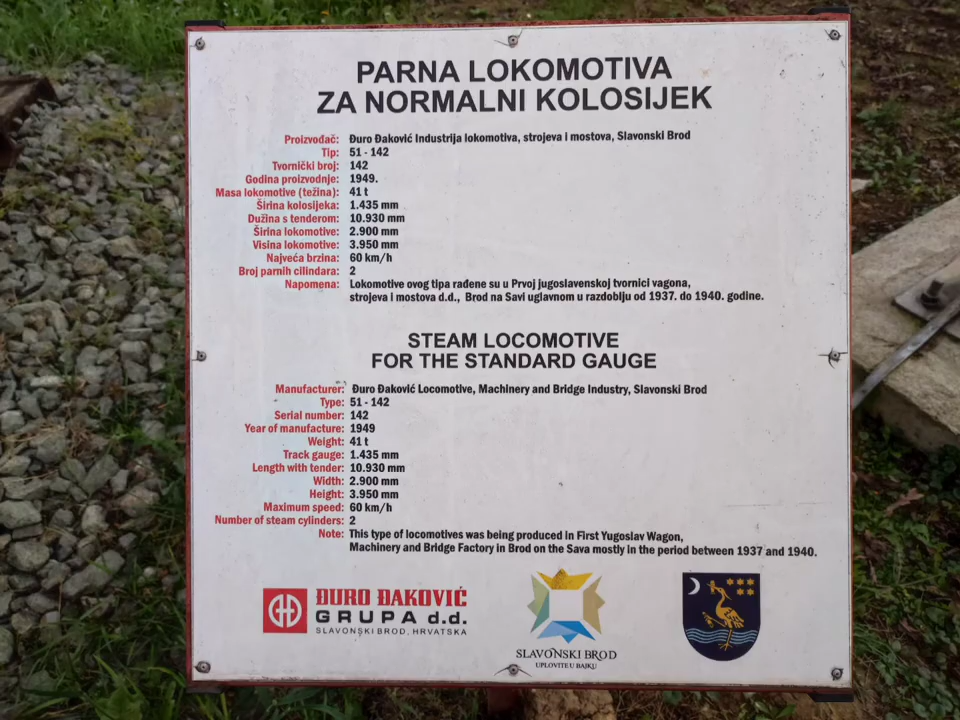 PARNA LOKOMOTIVA
ZA NORMALNI KOLOSIJEK
Proizvođač: Đuro Đaković Industrija lokomotiva, strojeva i mostova, Slavonski Brod
Tip: 51 - 142
Tvornički broj: 142
Godina proizvodnje: 1949.
Masa lokomotive (težina): 41 t
Širina kolosijeka: 1.435 mm
Dužina s tenderom: 10.930 mm
Širina lokomotive: 2.900 mm
Visina lokomotive: 3.950 mm
Najveća brzina: 60 km/h
Broj parnih cilindara: 2
Napomena: Lokomotive ovog tipa rađene su u Prvoj jugoslavenskoj tvornici vagona,
strojeva i mostova d.d., Brod na Savi uglavnom u razdoblju od 1937. do 1940. godine.
STEAM LOCOMOTIVE
FOR THE STANDARD GAUGE
Manufacturer: Đuro Đaković Locomotive, Machinery and Bridge Industry, Slavonski Brod
Type: 51 - 142
Serial number: 142
Year of manufacture: 1949
Weight: 41 t
Track gauge: 1.435 mm
Length with tender: 10.930 mm
Width: 2.900 mm
Height: 3.950 mm
Maximum speed: 60 km/h
Number of steam cylinders: 2
Note: This type of locomotives was being produced in First Yugoslav Wagon,
Machinery and Bridge Factory in Brod on the Sava mostly in the period between 1937 and 1940.
ĐURO ĐAKOVIĆ
GRUPA d.d.
SLAVONSKI BROD, HRVATSKA
SLAVONSKI BROD
UPLOVITE U BAJKU